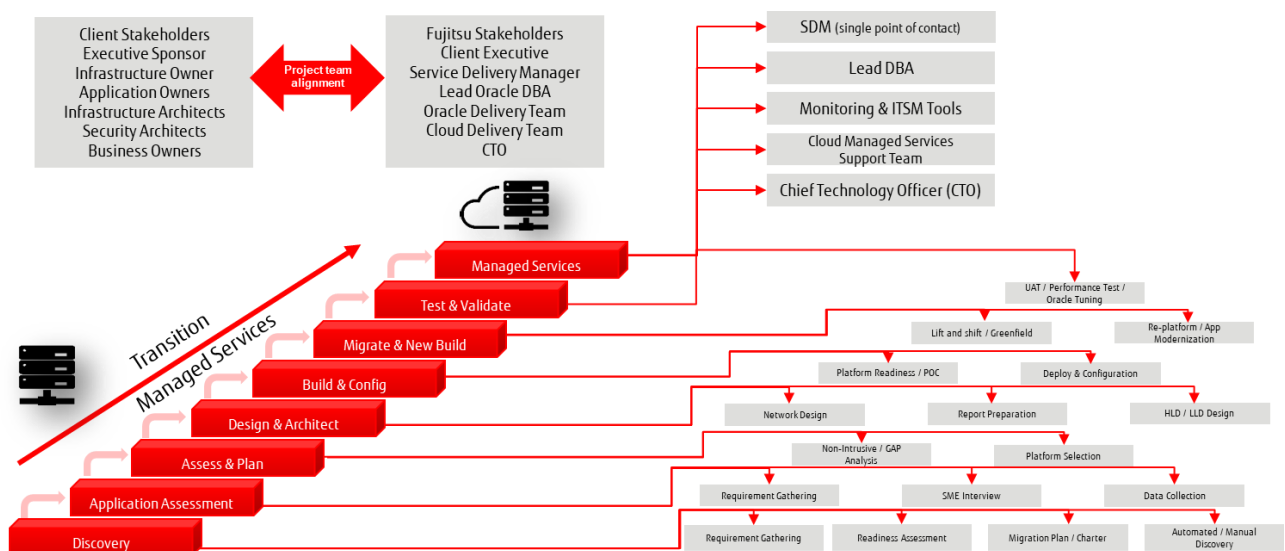 Client Stakeholders
Executive Sponsor
Infrastructure Owner
Application Owners
Infrastructure Architects
Security Architects
Business Owners
Project team
alignment
Fujitsu Stakeholders
Client Executive
Service Delivery Manager
Lead Oracle DBA
Oracle Delivery Team
Cloud Delivery Team
CTO
SDM (single point of contact)
Lead DBA
Monitoring & ITSM Tools
Cloud Managed Services
Support Team
Chief Technology Officer (CTO)
Transition
Managed Services
Managed Services
Test & Validate
UAT / Performance Test /
Oracle Tuning
Migrate & New Build
Lift and shift / Greenfield
Re-platform / App
Modernization
Build & Config
Platform Readiness / POC
Deploy & Configuration
Design & Architect
Network Design
Report Preparation
HLD / LLD Design
Assess & Plan
Non-Intrusive / GAP
Analysis
Platform Selection
Application Assessment
Requirement Gathering
SME Interview
Data Collection
Discovery
Requirement Gathering
Readiness Assessment
Migration Plan / Charter
Automated / Manual
Discovery